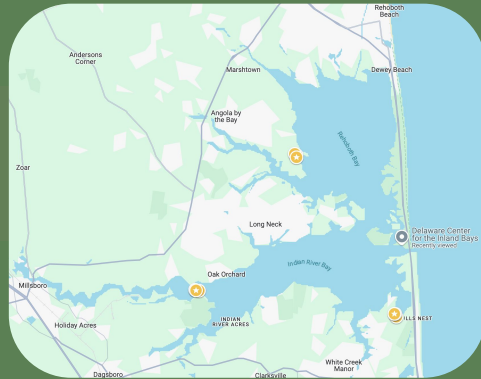 Rehoboth
Beach
Andersons
Corner
Marshtown
Dewey Beach
Angola by
the Bay
Rehoboth Bay
Zoar
Long Neck
Delaware Center
for the Inland Bays
Recently viewed
Indian River Bay
Oak Orchard
Millsboro
INDIAN
RIVER ACRES
ILLS NEST
Holiday Acres
White Creek
Manor
Dagsboro
Clarksville